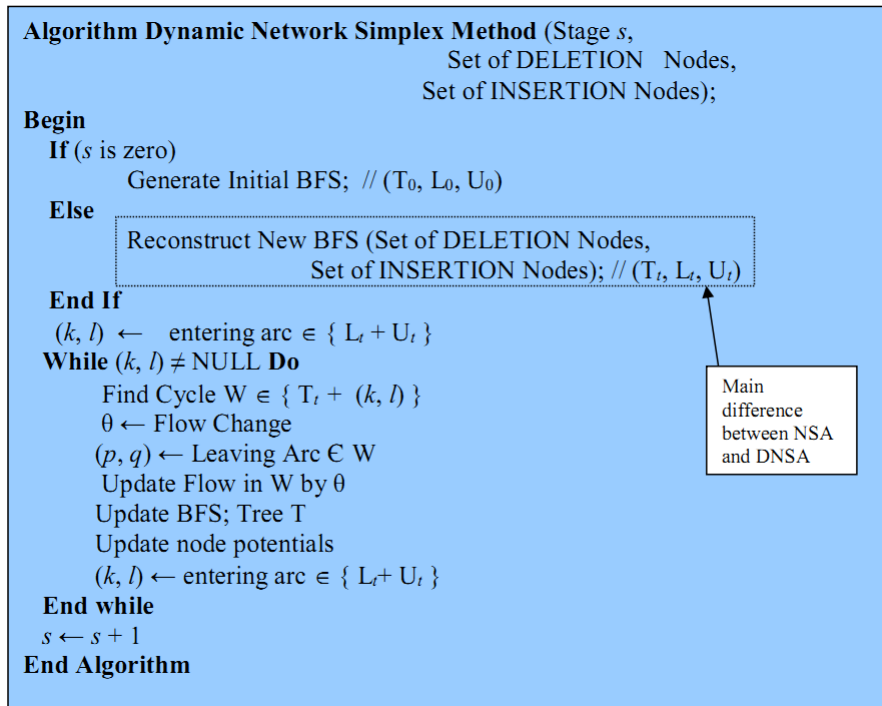 Algorithm Dynamic Network Simplex Method (Stage s,
Set of DELETION Nodes,
Set of INSERTION Nodes);
Begin
If (s is zero)
Generate Initial BFS; // (T₀, L₀, U₀)
Else
Reconstruct New BFS (Set of DELETION Nodes,
Set of INSERTION Nodes); // (Tₜ, Lₜ, Uₜ)
End If
(k, l) ← entering arc ∈ { Lₜ + Uₜ }
While (k, l) ≠ NULL Do
Find Cycle W ∈ { Tₜ + (k, l) }
θ ← Flow Change
(p, q) ← Leaving Arc Є W
Update Flow in W by θ
Update BFS; Tree T
Update node potentials
(k, l) ← entering arc ∈ { Lₜ+ Uₜ }
End while
s ← s + 1
End Algorithm
Main
difference
between NSA
and DNSA